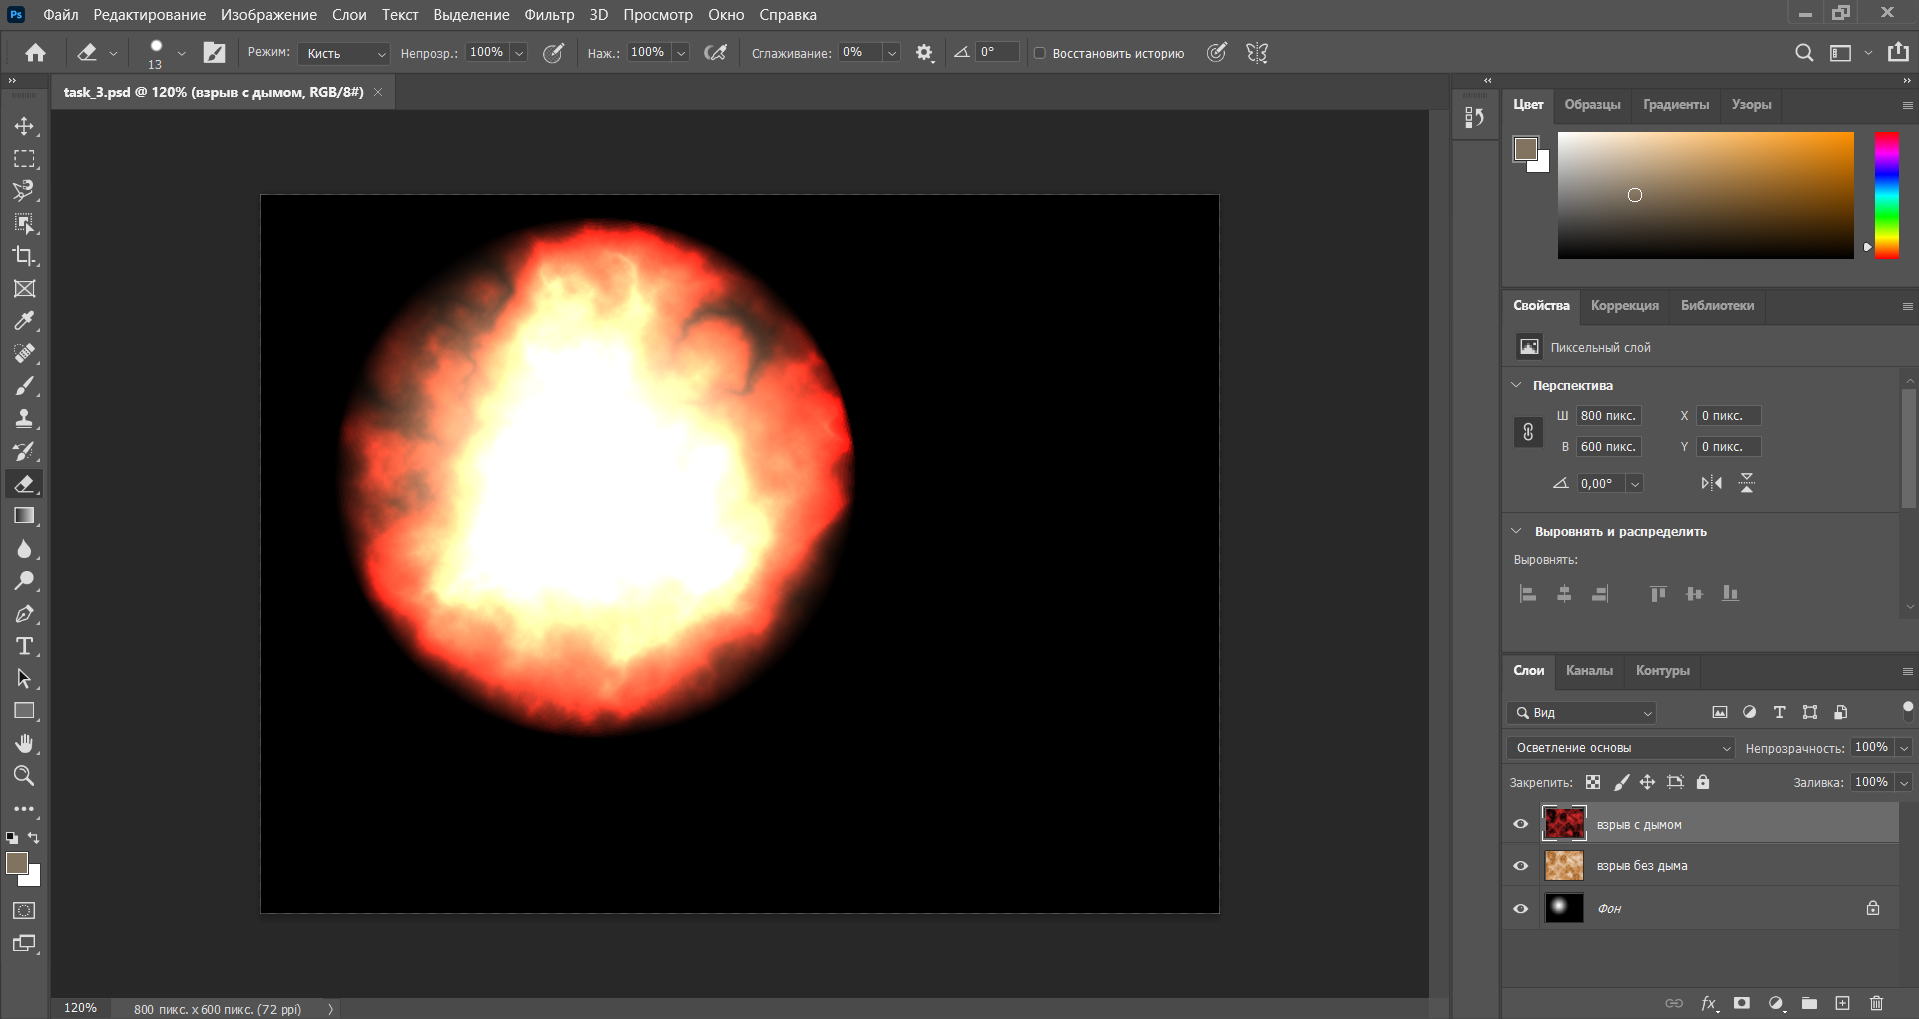 Ps Файл Редактирование Изображение Слои Текст Выделение Фильтр 3D Просмотр Окно Справка
13 Режим: Кисть Непрозр.: 100% Наж.: 100% Сглаживание: 0% 0° Восстановить историю
task_3.psd @ 120% (взрыв с дымом, RGB/8#)
Цвет Образцы Градиенты Узоры
Свойства Коррекция Библиотеки
Пиксельный слой
Перспектива
Ш 800 пикс. X 0 пикс.
В 600 пикс. Y 0 пикс.
0,00°
Выровнять и распределить
Выровнять:
Слои Каналы Контуры
Вид
Осветление основы Непрозрачность: 100%
Закрепить: Заливка: 100%
взрыв с дымом
взрыв без дыма
Фон
fx
120% 800 пикс. x 600 пикс. (72 ppi)